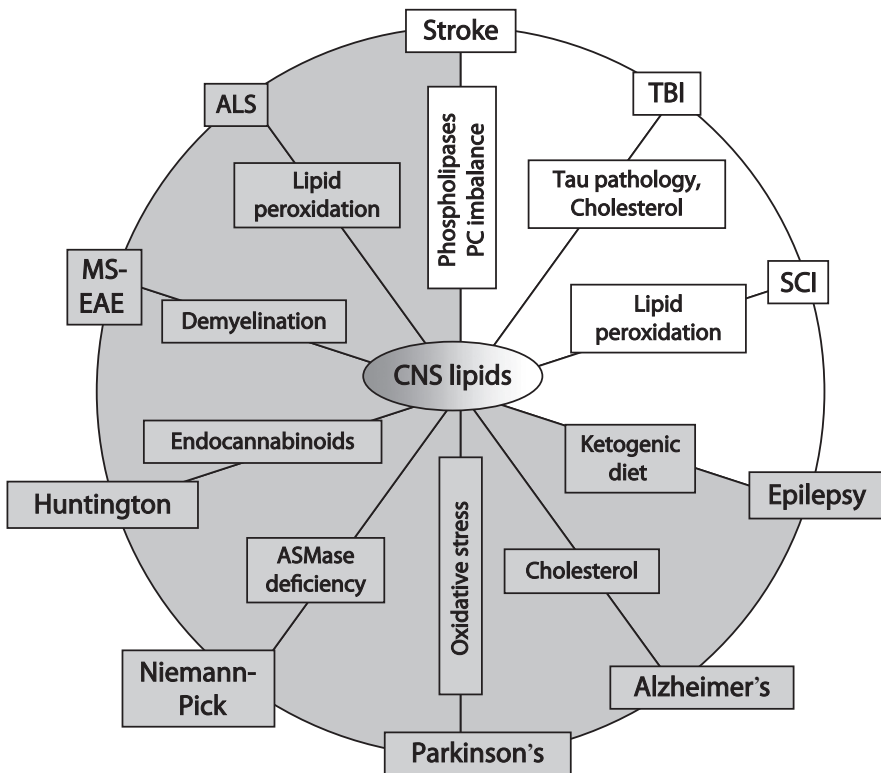 Stroke
TBI
ALS
Phospholipases
PC imbalance
Lipid
peroxidation
Tau pathology,
Cholesterol
MS-
EAE
SCI
Demyelination
Lipid
peroxidation
CNS lipids
Endocannabinoids
Ketogenic
diet
Huntington
Epilepsy
ASMase
deficiency
Oxidative stress
Cholesterol
Niemann-
Pick
Alzheimer's
Parkinson's